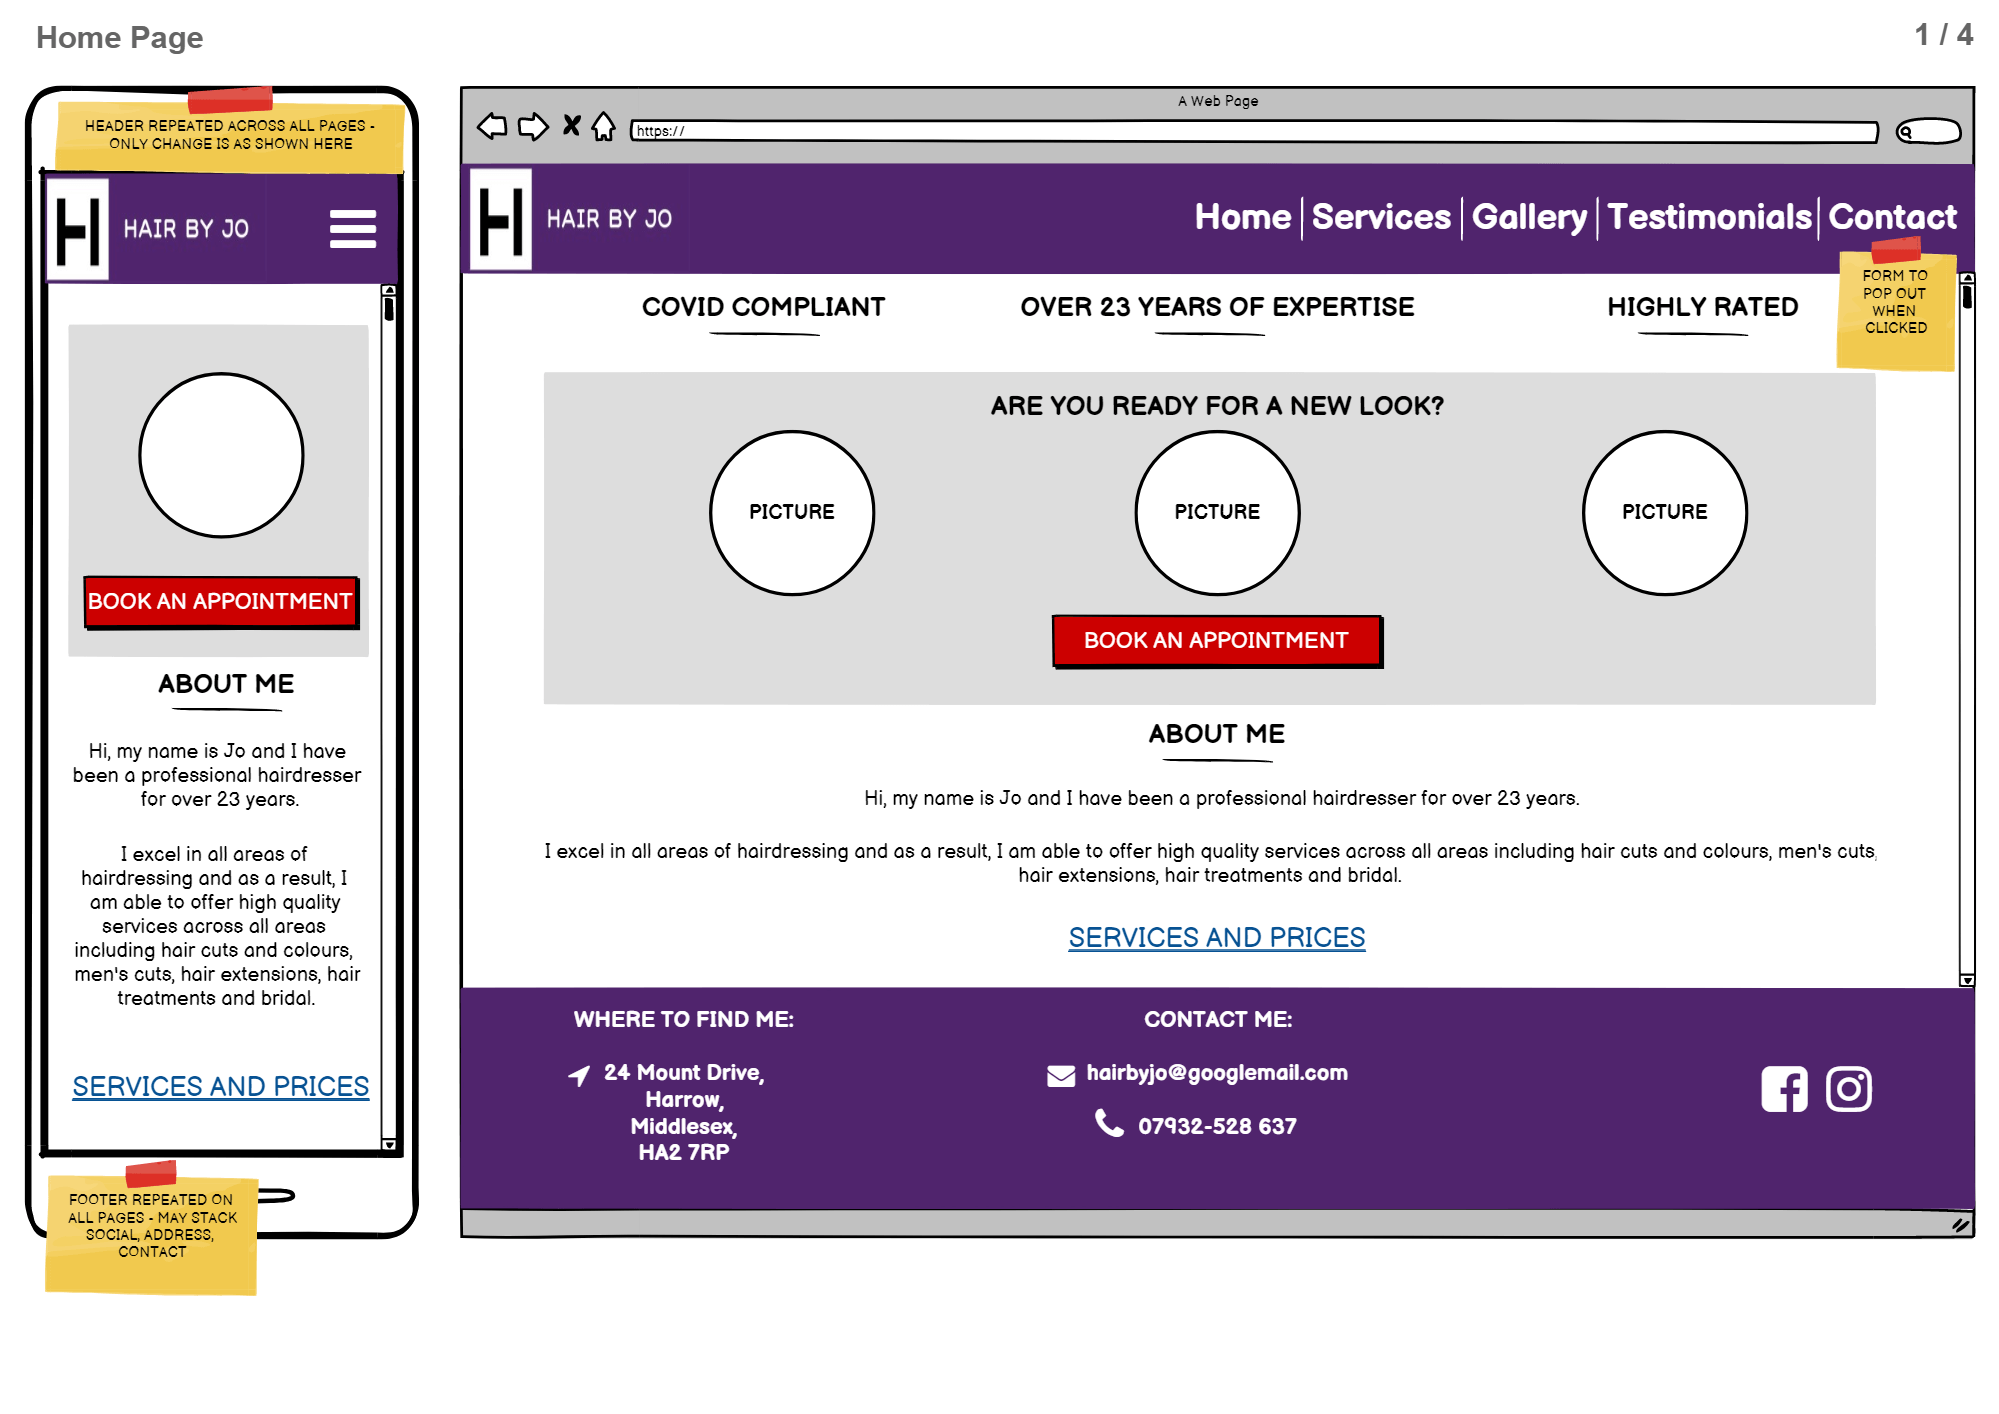 Home Page
1 / 4
HEADER REPEATED ACROSS ALL PAGES -
ONLY CHANGE IS AS SHOWN HERE
H
HAIR BY JO
BOOK AN APPOINTMENT
ABOUT ME
Hi, my name is Jo and I have
been a professional hairdresser
for over 23 years.
I excel in all areas of
hairdressing and as a result, I
am able to offer high quality
services across all areas
including hair cuts and colours,
men's cuts, hair extensions, hair
treatments and bridal.
SERVICES AND PRICES
FOOTER REPEATED ON
ALL PAGES - MAY STACK
SOCIAL, ADDRESS,
CONTACT
A Web Page
https://
H
HAIR BY JO
Home Services Gallery Testimonials Contact
FORM TO
POP OUT
WHEN
CLICKED
COVID COMPLIANT
OVER 23 YEARS OF EXPERTISE
HIGHLY RATED
ARE YOU READY FOR A NEW LOOK?
PICTURE
PICTURE
PICTURE
BOOK AN APPOINTMENT
ABOUT ME
Hi, my name is Jo and I have been a professional hairdresser for over 23 years.
I excel in all areas of hairdressing and as a result, I am able to offer high quality services across all areas including hair cuts and colours, men's cuts,
hair extensions, hair treatments and bridal.
SERVICES AND PRICES
WHERE TO FIND ME:
24 Mount Drive,
Harrow,
Middlesex,
HA2 7RP
CONTACT ME:
hairbyjo@googlemail.com
07932-528 637